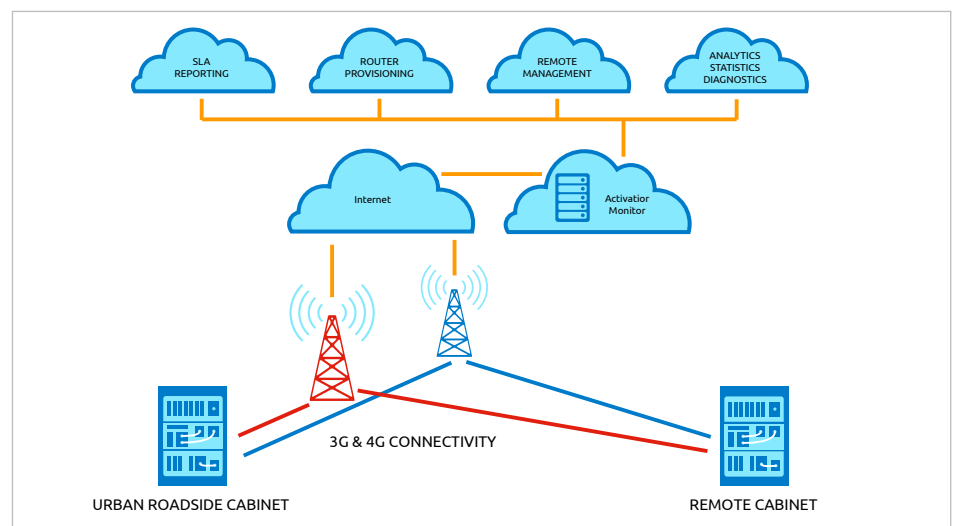 SLA
REPORTING
ROUTER
PROVISIONING
REMOTE
MANAGEMENT
ANALYTICS
STATISTICS
DIAGNOSTICS
Internet
Activatior
Monitor
3G & 4G CONNECTIVITY
URBAN ROADSIDE CABINET
REMOTE CABINET